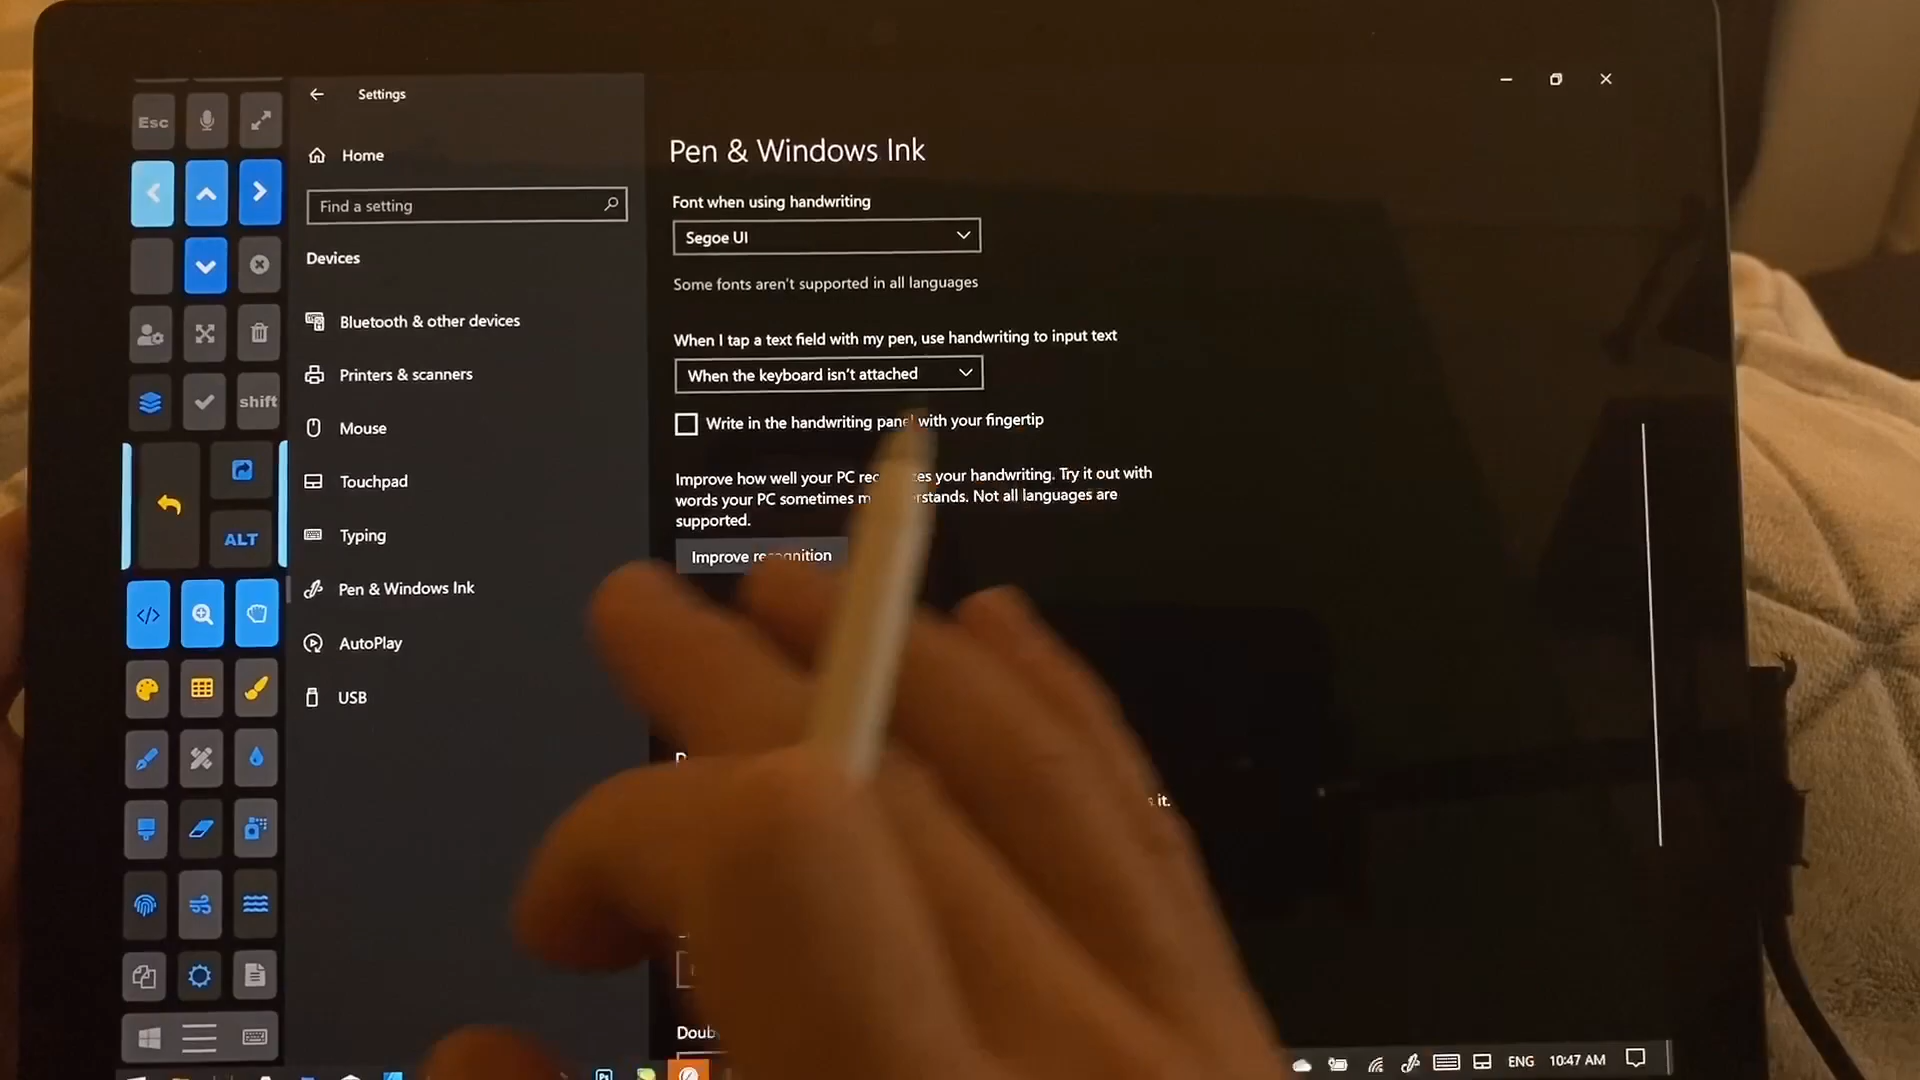 Settings
Esc
Home
Pen & Windows Ink
Find a setting
Font when using handwriting
Segoe UI
Some fonts aren't supported in all languages
Devices
Bluetooth & other devices
Printers & scanners
Mouse
Touchpad
Typing
Pen & Windows Ink
AutoPlay
USB
When I tap a text field with my pen, use handwriting to input text
When the keyboard isn't attached
Write in the handwriting panel with your fingertip
Improve how well your PC rec es your handwriting. Try it out with
words your PC sometimes m rstands. Not all languages are
supported.
Improve recognition
shift
ALT
it.
Doub
Ps
ENG 10:47 AM